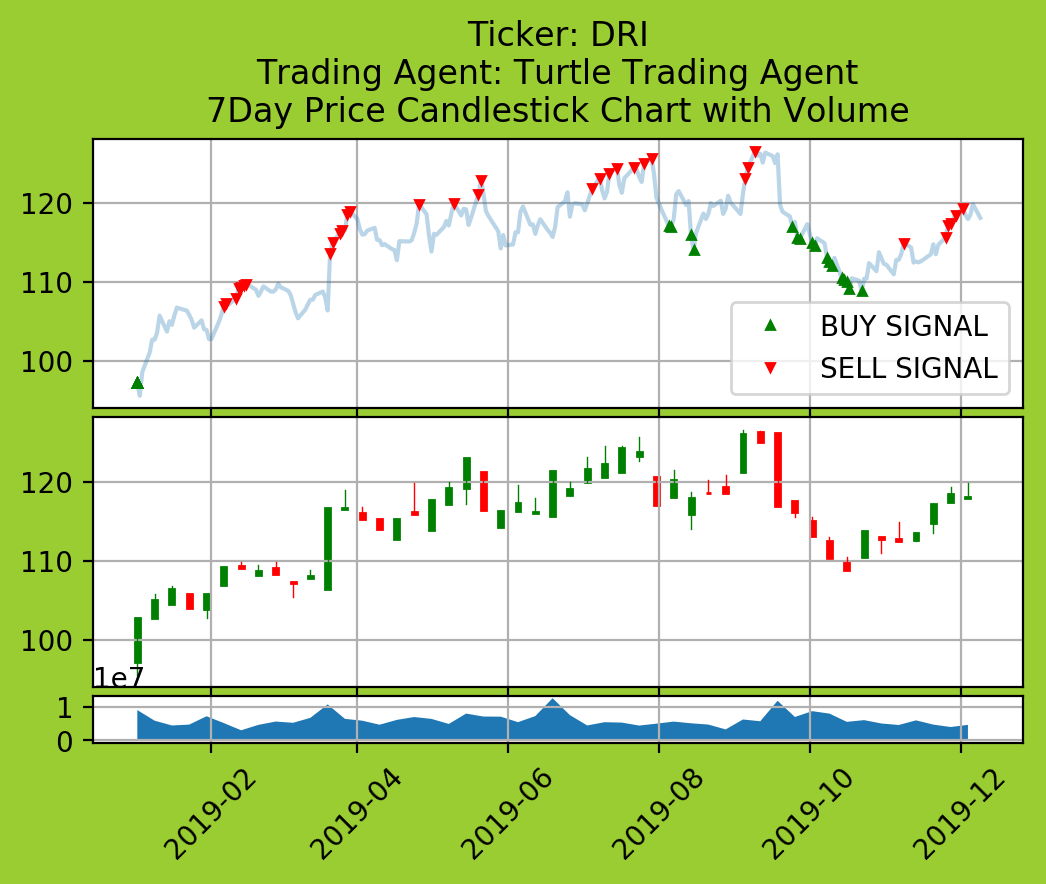 Ticker: DRI
Trading Agent: Turtle Trading Agent
7Day Price Candlestick Chart with Volume
120
110
100
BUY SIGNAL
SELL SIGNAL
120
110
100
1e7
1
0
2019-02
2019-04
2019-06
2019-08
2019-10
2019-12